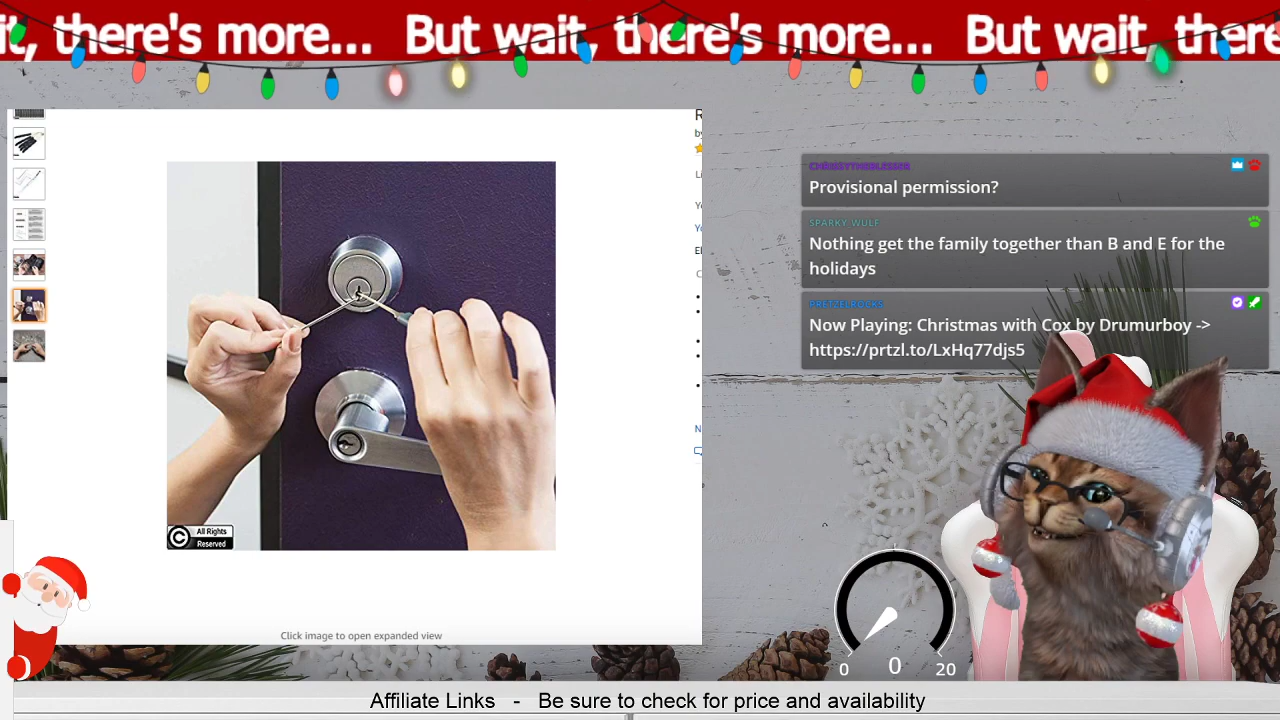 it, there's more...   But wait, there's more...   But wait, there
CHRISSYTHEBLESSER
Provisional permission?
SPARKY_WULF
Nothing get the family together than B and E for the
holidays
PRETZELROCKS
Now Playing: Christmas with Cox by Drumurboy ->
https://prtzl.to/LxHq77djs5
All Rights
Reserved
Click image to open expanded view
0
0
20
Affiliate Links   -   Be sure to check for price and availability